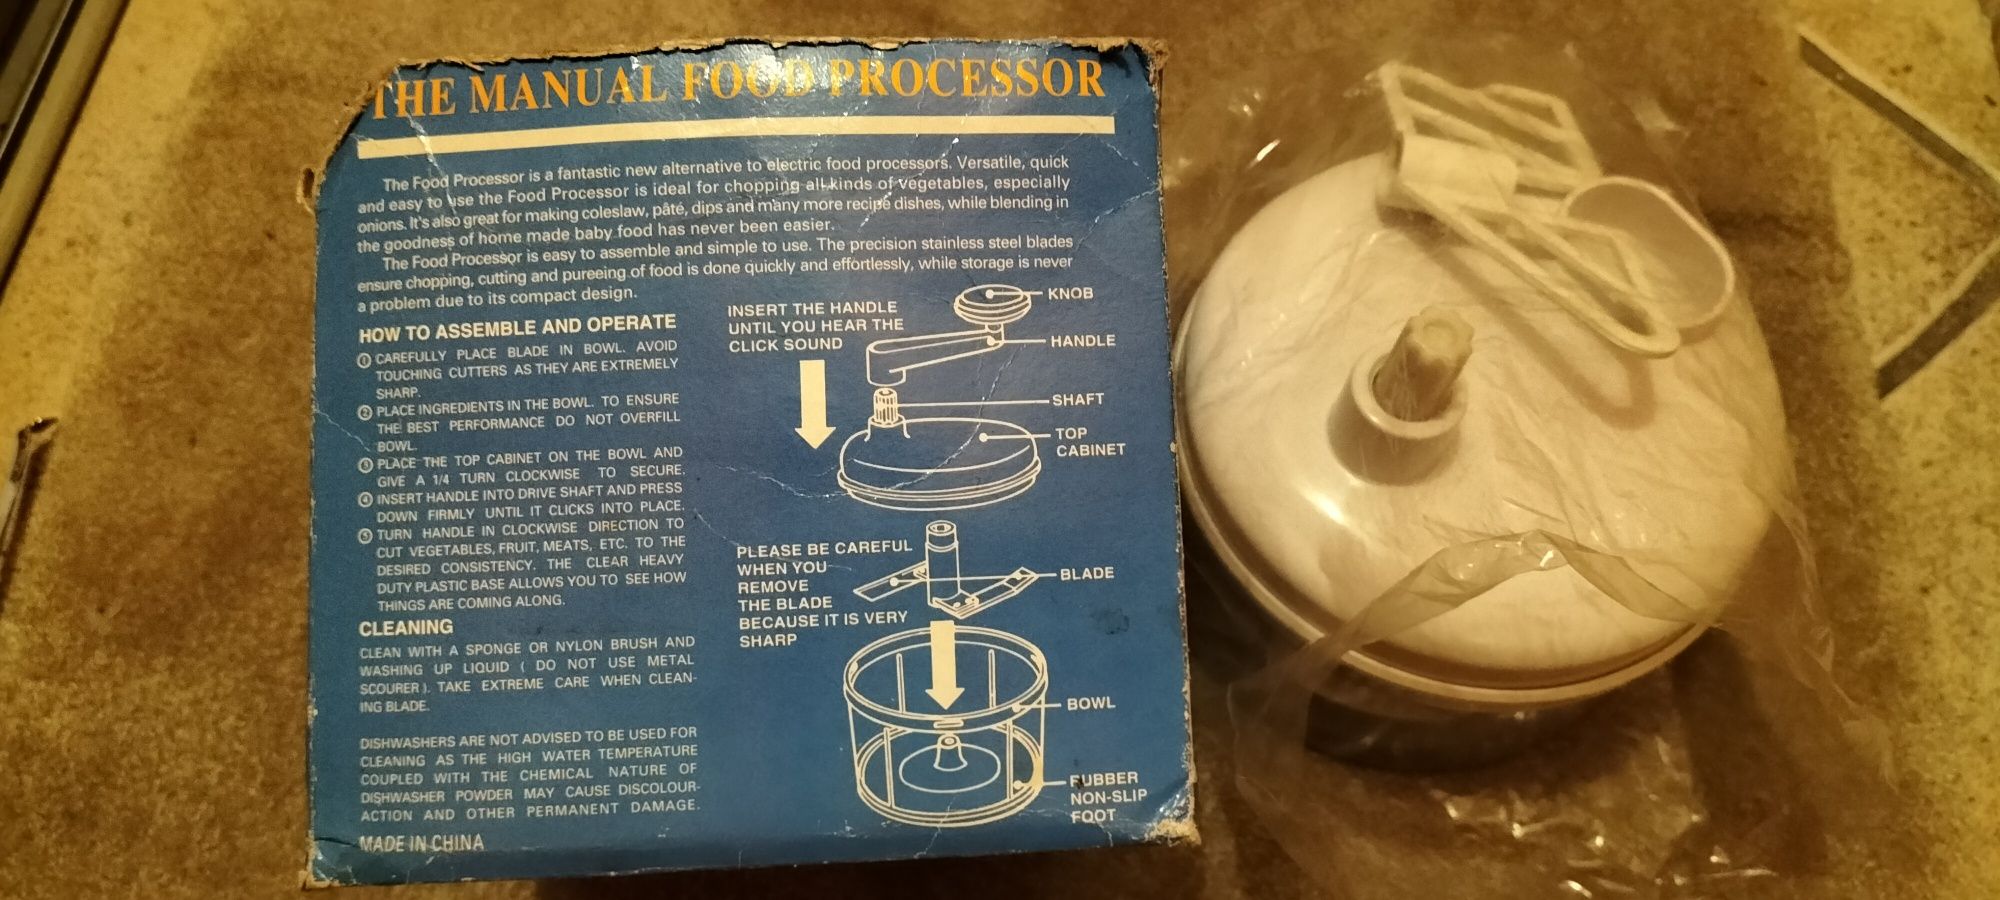 THE MANUAL FOOD PROCESSOR
The Food Processor is a fantastic new alternative to electric food processors. Versatile, quick
and easy to use the Food Processor is ideal for chopping all kinds of vegetables, especially
onions. It's also great for making coleslaw, pâté, dips and many more recipe dishes, while blending in
the goodness of home made baby food has never been easier.
The Food Processor is easy to assemble and simple to use. The precision stainless steel blades
ensure chopping, cutting and pureeing of food is done quickly and effortlessly, while storage is never
a problem due to its compact design.
HOW TO ASSEMBLE AND OPERATE
① CAREFULLY PLACE BLADE IN BOWL. AVOID
TOUCHING CUTTERS AS THEY ARE EXTREMELY
SHARP.
② PLACE INGREDIENTS IN THE BOWL. TO ENSURE
THE BEST PERFORMANCE DO NOT OVERFILL
BOWL.
③ PLACE THE TOP CABINET ON THE BOWL AND
GIVE A 1/4 TURN CLOCKWISE TO SECURE.
④ INSERT HANDLE INTO DRIVE SHAFT AND PRESS
DOWN FIRMLY UNTIL IT CLICKS INTO PLACE.
⑤ TURN HANDLE IN CLOCKWISE DIRECTION TO
CUT VEGETABLES, FRUIT, MEATS, ETC. TO THE
DESIRED CONSISTENCY. THE CLEAR HEAVY
DUTY PLASTIC BASE ALLOWS YOU TO SEE HOW
THINGS ARE COMING ALONG.
CLEANING
CLEAN WITH A SPONGE OR NYLON BRUSH AND
WASHING UP LIQUID ( DO NOT USE METAL
SCOURER ). TAKE EXTREME CARE WHEN CLEAN-
ING BLADE.
DISHWASHERS ARE NOT ADVISED TO BE USED FOR
CLEANING AS THE HIGH WATER TEMPERATURE
COUPLED WITH THE CHEMICAL NATURE OF
DISHWASHER POWDER MAY CAUSE DISCOLOUR-
ACTION AND OTHER PERMANENT DAMAGE.
MADE IN CHINA
INSERT THE HANDLE
UNTIL YOU HEAR THE
CLICK SOUND
KNOB
HANDLE
SHAFT
TOP
CABINET
PLEASE BE CAREFUL
WHEN YOU
REMOVE
THE BLADE
BECAUSE IT IS VERY
SHARP
BLADE
BOWL
RUBBER
NON-SLIP
FOOT